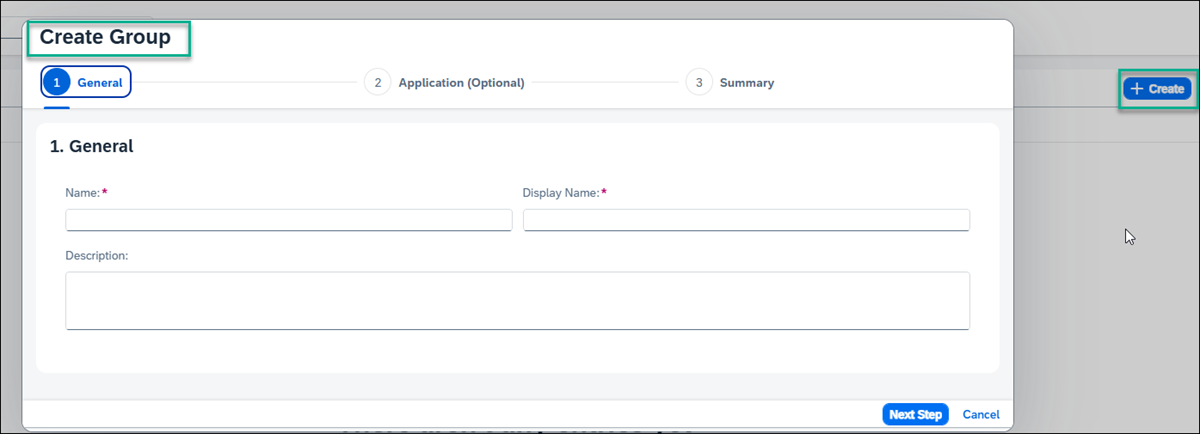 Create Group
1 General 2 Application (Optional) 3 Summary
+ Create
1. General
Name:* Display Name:*
Description:
Next Step Cancel